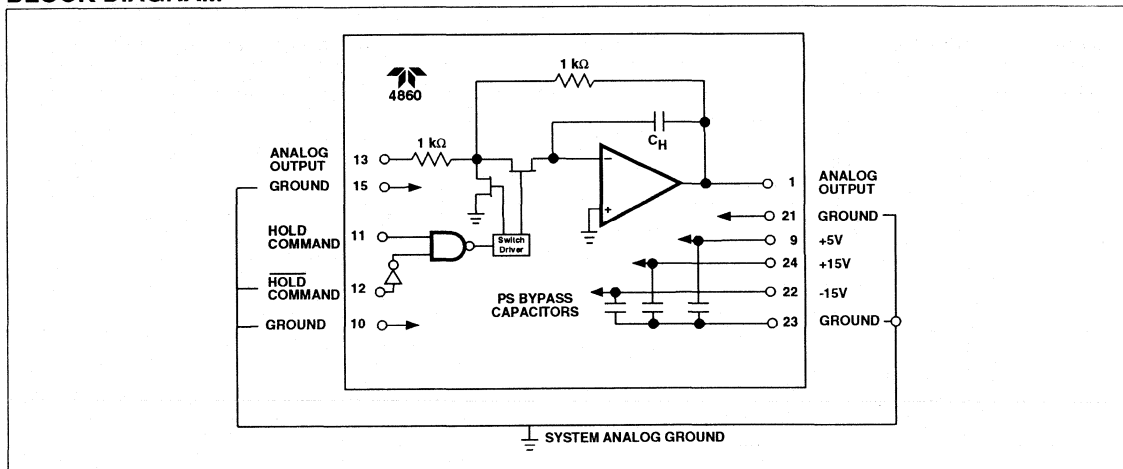 BLOCK DIAGRAM
4860
1 kΩ
1 kΩ
C_H
ANALOG OUTPUT 13
GROUND 15
HOLD COMMAND 11
HOLD COMMAND 12
GROUND 10
Switch Driver
−
+
PS BYPASS CAPACITORS
1 ANALOG OUTPUT
21 GROUND
9 +5V
24 +15V
22 -15V
23 GROUND
SYSTEM ANALOG GROUND